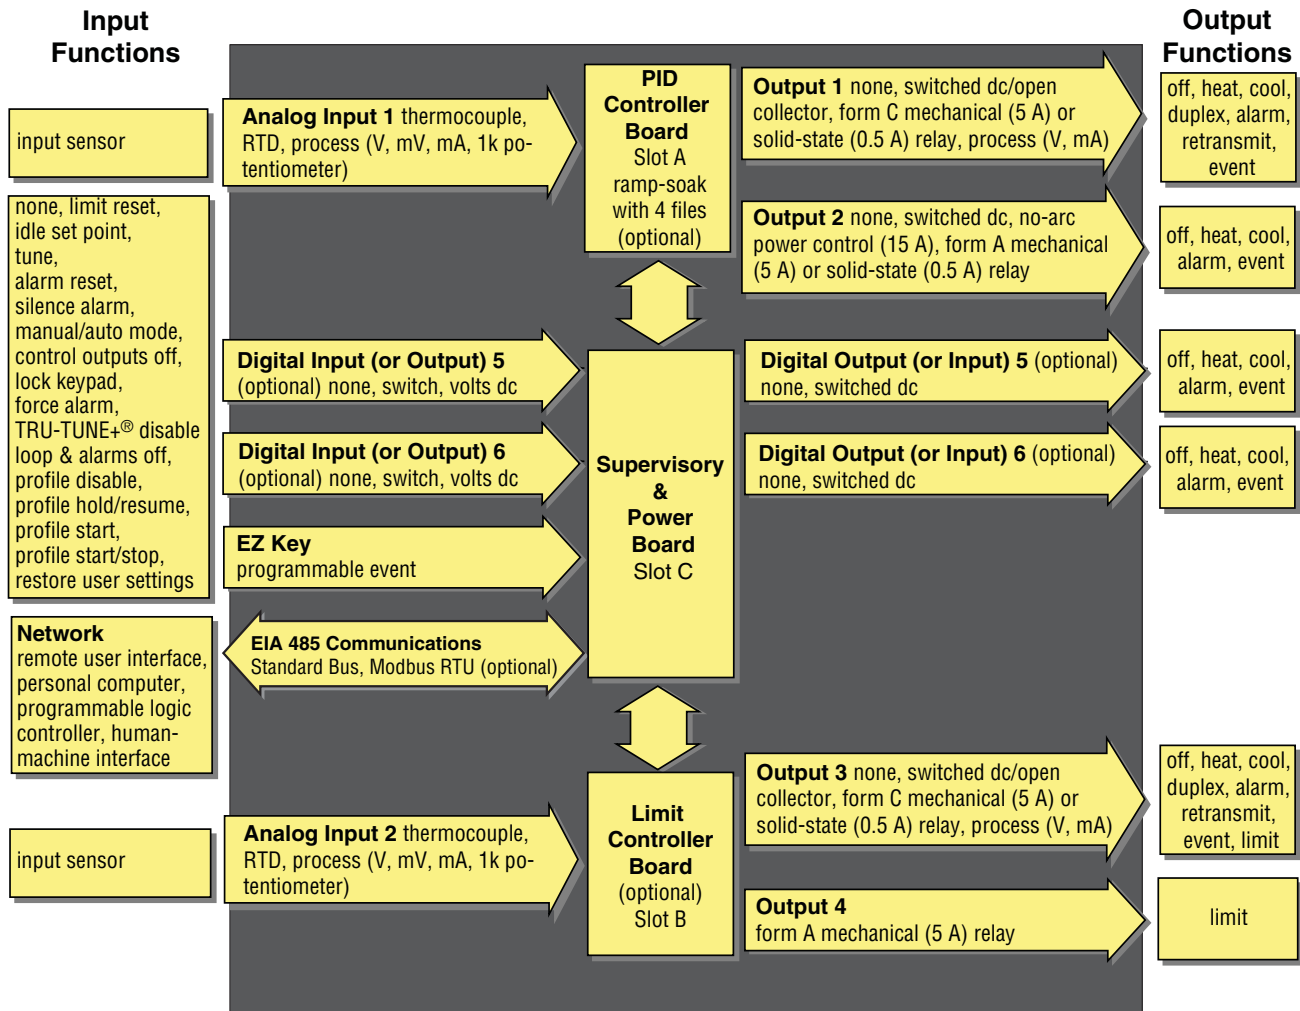 Input
Functions
Output
Functions
input sensor
Analog Input 1 thermocouple,
RTD, process (V, mV, mA, 1k po-
tentiometer)
PID
Controller
Board
Slot A
ramp-soak
with 4 files
(optional)
Output 1 none, switched dc/open
collector, form C mechanical (5 A) or
solid-state (0.5 A) relay, process (V, mA)
off, heat, cool,
duplex, alarm,
retransmit,
event
Output 2 none, switched dc, no-arc
power control (15 A), form A mechanical
(5 A) or solid-state (0.5 A) relay
off, heat, cool,
alarm, event
none, limit reset,
idle set point,
tune,
alarm reset,
silence alarm,
manual/auto mode,
control outputs off,
lock keypad,
force alarm,
TRU-TUNE+® disable
loop & alarms off,
profile disable,
profile hold/resume,
profile start,
profile start/stop,
restore user settings
Digital Input (or Output) 5
(optional) none, switch, volts dc
Digital Input (or Output) 6
(optional) none, switch, volts dc
EZ Key
programmable event
Supervisory
&
Power
Board
Slot C
Digital Output (or Input) 5 (optional)
none, switched dc
off, heat, cool,
alarm, event
Digital Output (or Input) 6 (optional)
none, switched dc
off, heat, cool,
alarm, event
Network
remote user interface,
personal computer,
programmable logic
controller, human-
machine interface
EIA 485 Communications
Standard Bus, Modbus RTU (optional)
input sensor
Analog Input 2 thermocouple,
RTD, process (V, mV, mA, 1k po-
tentiometer)
Limit
Controller
Board
(optional)
Slot B
Output 3 none, switched dc/open
collector, form C mechanical (5 A) or
solid-state (0.5 A) relay, process (V, mA)
off, heat, cool,
duplex, alarm,
retransmit,
event, limit
Output 4
form A mechanical (5 A) relay
limit